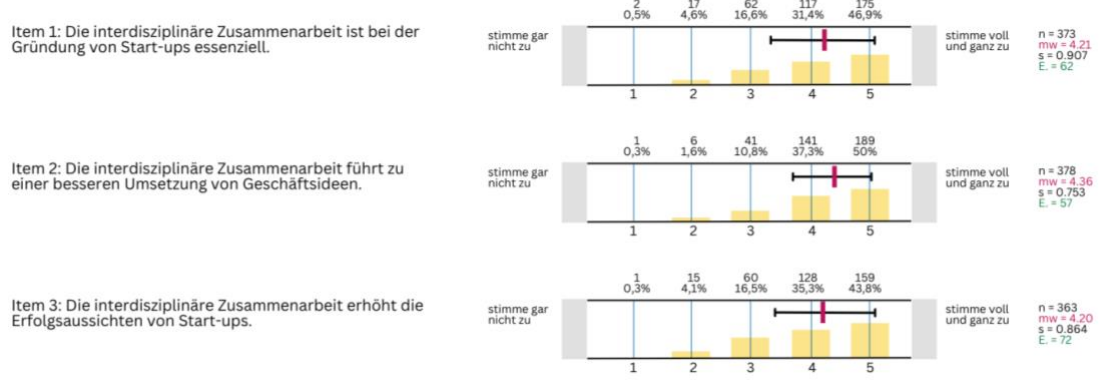 2 17 62 117 175
0,5% 4,6% 16,6% 31,4% 46,9%
Item 1: Die interdisziplinäre Zusammenarbeit ist bei der
Gründung von Start-ups essenziell.
stimme gar
nicht zu
1 2 3 4 5
stimme voll
und ganz zu
n = 373
mw = 4.21
s = 0.907
E. = 62
1 6 41 141 189
0,3% 1,6% 10,8% 37,3% 50%
Item 2: Die interdisziplinäre Zusammenarbeit führt zu
einer besseren Umsetzung von Geschäftsideen.
stimme gar
nicht zu
1 2 3 4 5
stimme voll
und ganz zu
n = 378
mw = 4.36
s = 0.753
E. = 57
1 15 60 128 159
0,3% 4,1% 16,5% 35,3% 43,8%
Item 3: Die interdisziplinäre Zusammenarbeit erhöht die
Erfolgsaussichten von Start-ups.
stimme gar
nicht zu
1 2 3 4 5
stimme voll
und ganz zu
n = 363
mw = 4.20
s = 0.864
E. = 72